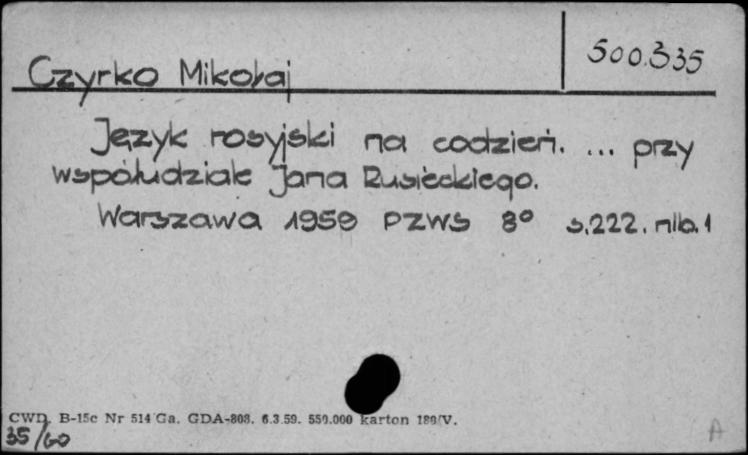 500.335
Czyrko Mikołaj
Język rosyjski na codzień. ... przy
współudziale Jana Rusieckiego.
Warszawa 1959 PZWS 8° s.222. nlb.1
CWD. B-15c Nr 514 Ga. GDA-808. 6.3.59. 550.000 karton 180/V.
35/60
A